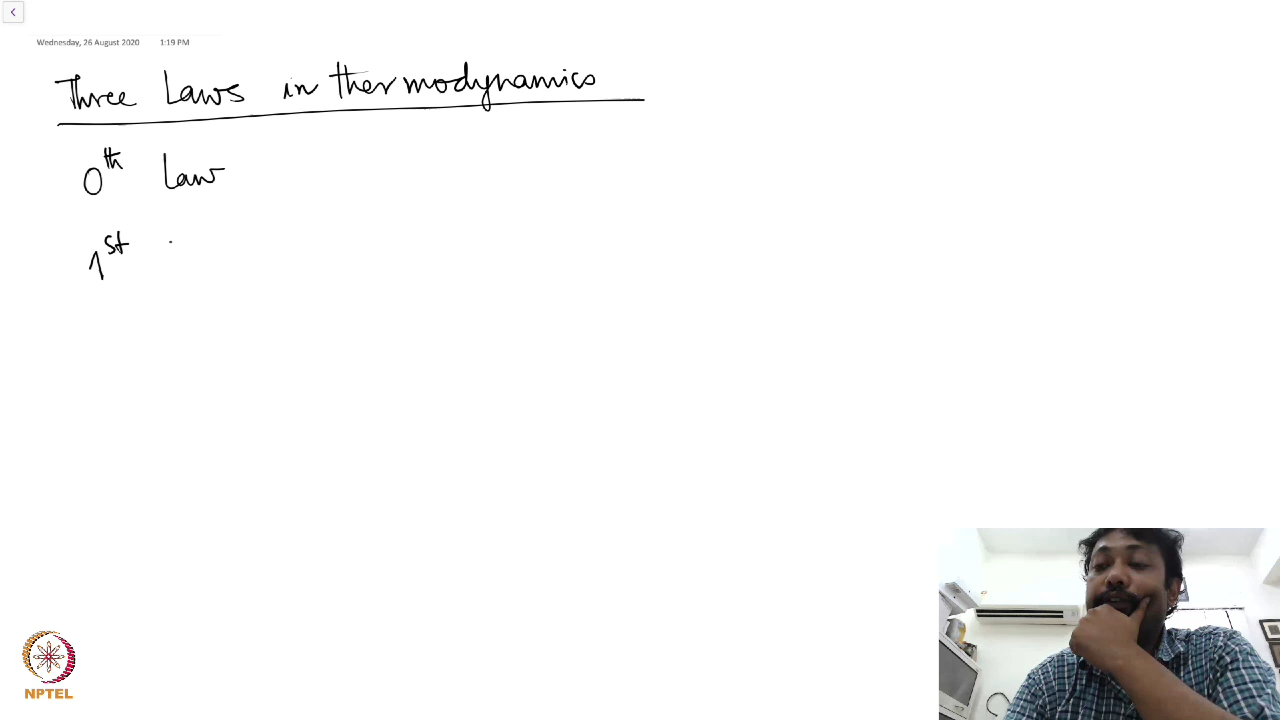 Wednesday, 26 August 2020 1:19 PM
Three Laws in thermodynamics
0th Law
1st
NPTEL